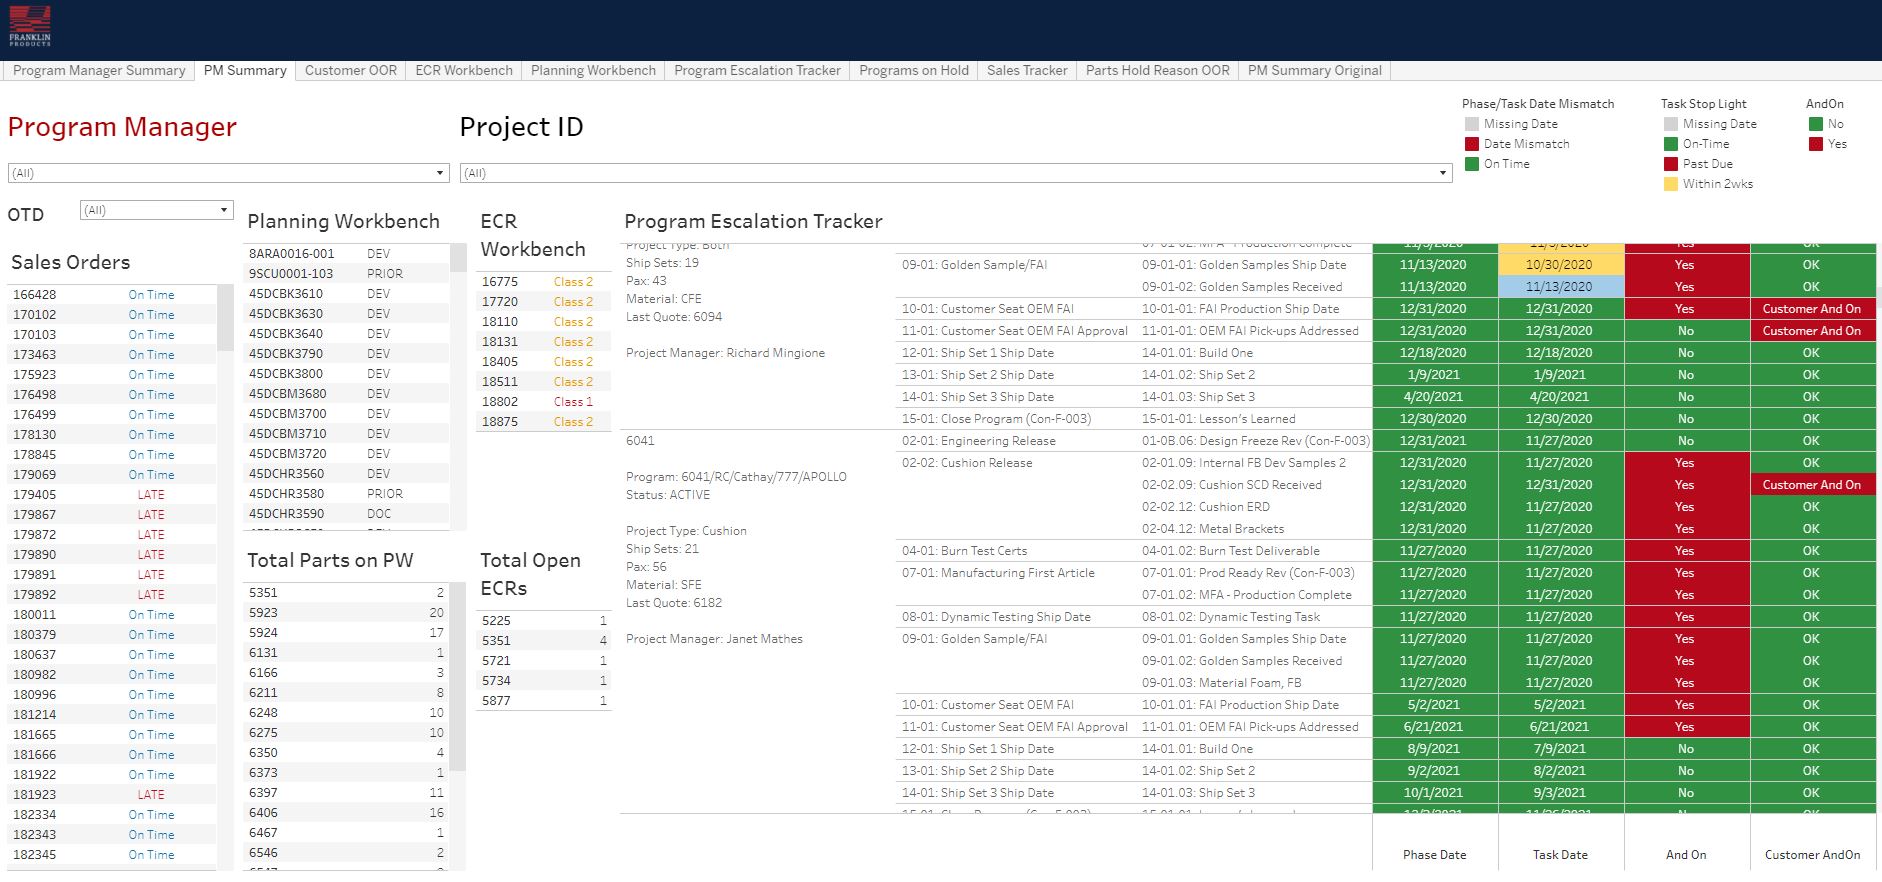 FRANKLIN
PRODUCTS
Program Manager Summary PM Summary Customer OOR ECR Workbench Planning Workbench Program Escalation Tracker Programs on Hold Sales Tracker Parts Hold Reason OOR PM Summary Original
Program Manager
(All)
Project ID
(All)
Phase/Task Date Mismatch
Missing Date
Date Mismatch
On Time
Task Stop Light
Missing Date
On-Time
Past Due
Within 2wks
AndOn
No
Yes
OTD (All)
Sales Orders
166428 On Time
170102 On Time
170103 On Time
173463 On Time
175923 On Time
176498 On Time
176499 On Time
178130 On Time
178845 On Time
179069 On Time
179405 LATE
179867 LATE
179872 LATE
179890 LATE
179891 LATE
179892 LATE
180011 On Time
180379 On Time
180637 On Time
180982 On Time
180996 On Time
181214 On Time
181665 On Time
181666 On Time
181922 On Time
181923 LATE
182334 On Time
182343 On Time
182345 On Time
Planning Workbench
8ARA0016-001 DEV
9SCU0001-103 PRIOR
45DCBK3610 DEV
45DCBK3630 DEV
45DCBK3640 DEV
45DCBK3790 DEV
45DCBK3800 DEV
45DCBM3680 DEV
45DCBM3700 DEV
45DCBM3710 DEV
45DCBM3720 DEV
45DCHR3560 DEV
45DCHR3580 PRIOR
45DCHR3590 DOC
Total Parts on PW
5351 2
5923 20
5924 17
6131 1
6166 3
6211 8
6248 10
6275 10
6350 4
6373 1
6397 11
6406 16
6467 1
6546 2
ECR
Workbench
16775 Class 2
17720 Class 2
18110 Class 2
18131 Class 2
18405 Class 2
18511 Class 2
18802 Class 1
18875 Class 2
Total Open
ECRs
5225 1
5351 4
5721 1
5734 1
5877 1
Program Escalation Tracker
Project Type: Both
Ship Sets: 19
Pax: 43
Material: CFE
Last Quote: 6094
Project Manager: Richard Mingione
07-01-02: MFA - Production Complete 11/5/2020 11/5/2020 Yes OK
09-01: Golden Sample/FAI 09-01-01: Golden Samples Ship Date 11/13/2020 10/30/2020 Yes OK
09-01-02: Golden Samples Received 11/13/2020 11/13/2020 Yes OK
10-01: Customer Seat OEM FAI 10-01-01: FAI Production Ship Date 12/31/2020 12/31/2020 Yes Customer And On
11-01: Customer Seat OEM FAI Approval 11-01-01: OEM FAI Pick-ups Addressed 12/31/2020 12/31/2020 No Customer And On
12-01: Ship Set 1 Ship Date 14-01.01: Build One 12/18/2020 12/18/2020 No OK
13-01: Ship Set 2 Ship Date 14-01.02: Ship Set 2 1/9/2021 1/9/2021 No OK
14-01: Ship Set 3 Ship Date 14-01.03: Ship Set 3 4/20/2021 4/20/2021 No OK
15-01: Close Program (Con-F-003) 15-01-01: Lesson's Learned 12/30/2020 12/30/2020 No OK
6041
Program: 6041/RC/Cathay/777/APOLLO
Status: ACTIVE
Project Type: Cushion
Ship Sets: 21
Pax: 56
Material: SFE
Last Quote: 6182
Project Manager: Janet Mathes
02-01: Engineering Release 01-0B.06: Design Freeze Rev (Con-F-003) 12/31/2021 11/27/2020 No OK
02-02: Cushion Release 02-01.09: Internal FB Dev Samples 2 12/31/2020 11/27/2020 Yes OK
02-02.09: Cushion SCD Received 12/31/2020 12/31/2020 Yes Customer And On
02-02.12: Cushion ERD 12/31/2020 11/27/2020 Yes OK
02-04.12: Metal Brackets 12/31/2020 11/27/2020 Yes OK
04-01: Burn Test Certs 04-01.02: Burn Test Deliverable 11/27/2020 11/27/2020 Yes OK
07-01: Manufacturing First Article 07-01.01: Prod Ready Rev (Con-F-003) 11/27/2020 11/27/2020 Yes OK
07-01.02: MFA - Production Complete 11/27/2020 11/27/2020 Yes OK
08-01: Dynamic Testing Ship Date 08-01.02: Dynamic Testing Task 11/27/2020 11/27/2020 Yes OK
09-01: Golden Sample/FAI 09-01.01: Golden Samples Ship Date 11/27/2020 11/27/2020 Yes OK
09-01.02: Golden Samples Received 11/27/2020 11/27/2020 Yes OK
09-01.03: Material Foam, FB 11/27/2020 11/27/2020 Yes OK
10-01: Customer Seat OEM FAI 10-01.01: FAI Production Ship Date 5/2/2021 5/2/2021 Yes OK
11-01: Customer Seat OEM FAI Approval 11-01.01: OEM FAI Pick-ups Addressed 6/21/2021 6/21/2021 Yes OK
12-01: Ship Set 1 Ship Date 14-01.01: Build One 8/9/2021 7/9/2021 No OK
13-01: Ship Set 2 Ship Date 14-01.02: Ship Set 2 9/2/2021 8/2/2021 No OK
14-01: Ship Set 3 Ship Date 14-01.03: Ship Set 3 10/1/2021 9/3/2021 No OK
Phase Date Task Date And On Customer AndOn